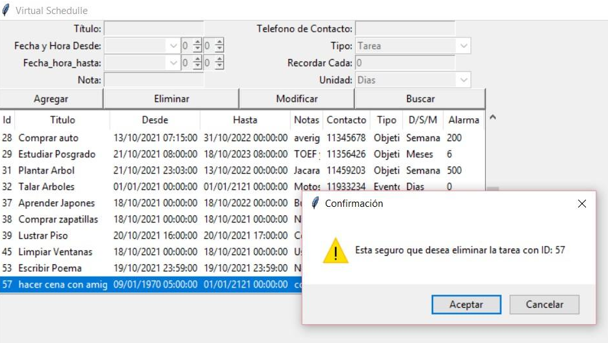 Virtual Schedulle
Título: Telefono de Contacto:
Fecha y Hora Desde: 0 0 Tipo: Tarea
Fecha_hora_hasta: 0 0 Recordar Cada: 0
Nota: Unidad: Dias
Agregar Eliminar Modificar Buscar
Id Titulo Desde Hasta Notas Contacto Tipo D/S/M Alarma
28 Comprar auto 13/10/2021 07:15:00 31/10/2022 00:00:00 averig 11345678 Objeti Semana 200
29 Estudiar Posgrado 21/10/2021 08:00:00 18/10/2023 08:00:00 TOEF 11356426 Objeti Meses 6
31 Plantar Arbol 21/10/2021 23:03:00 13/10/2022 00:00:00 Jacara 11459203 Objeti Semana 500
32 Talar Arboles 01/01/2021 00:00:00 01/01/2121 00:00:00 Motos 11933234 Evento Dias 0
37 Aprender Japones 18/10/2021 00:00:00 18/10/2022 00:00:00
38 Comprar zapatillas 18/10/2021 00:00:00 18/10/2021 00:00:00
39 Lustrar Piso 20/10/2021 16:00:00 20/10/2021 17:00:00
45 Limpiar Ventanas 18/10/2021 00:00:00 18/10/2021 00:00:00
53 Escribir Poema 19/10/2021 23:59:00 19/10/2021 23:59:00
57 hacer cena con amig 09/01/1970 05:00:00 01/01/2121 00:00:00
Confirmación
Esta seguro que desea eliminar la tarea con ID: 57
Aceptar Cancelar